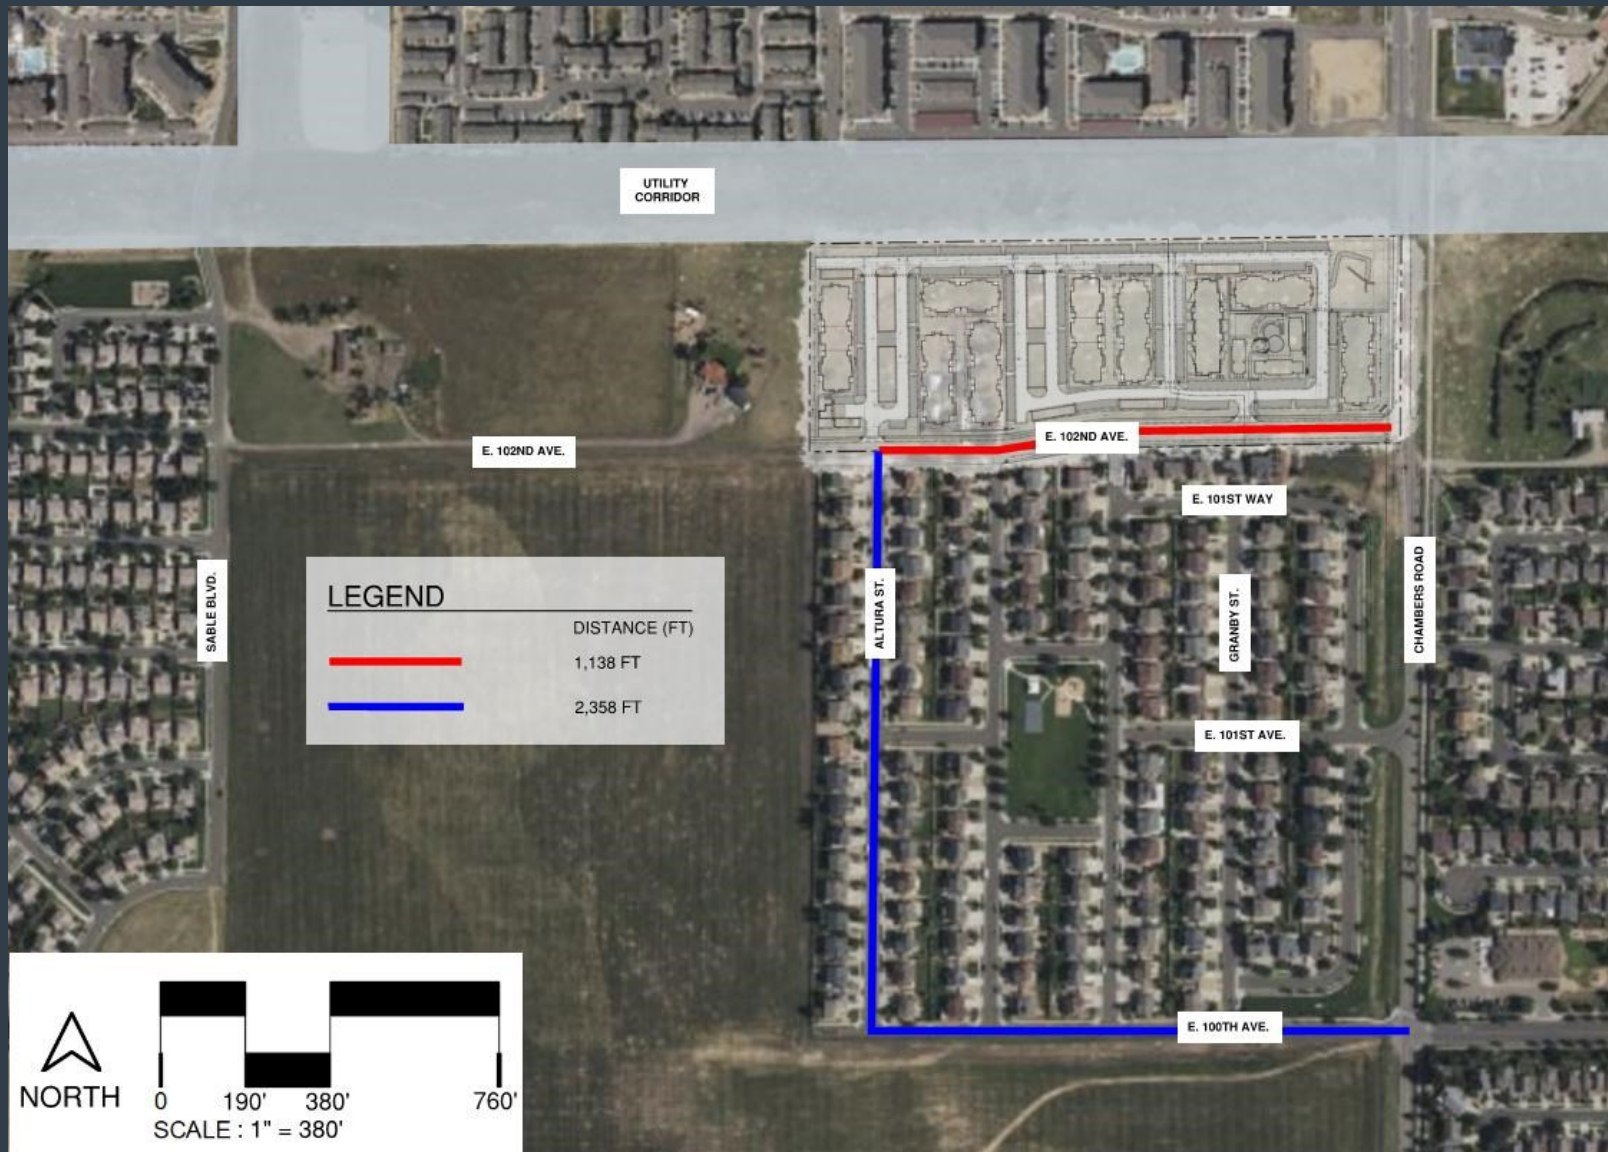 UTILITY
CORRIDOR
E. 102ND AVE.
E. 102ND AVE.
E. 101ST WAY
SABLE BLVD.
ALTURA ST.
GRANBY ST.
CHAMBERS ROAD
LEGEND
DISTANCE (FT)
1,138 FT
2,358 FT
E. 101ST AVE.
E. 100TH AVE.
NORTH
0 190' 380' 760'
SCALE : 1" = 380'